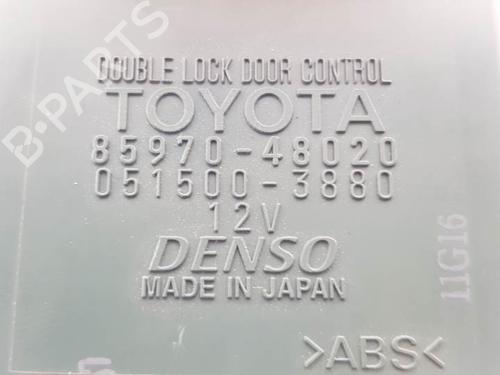 DOUBLE LOCK DOOR CONTROL
TOYOTA
85970-48020
051500-3880
12V
DENSO
MADE IN JAPAN
11G16
>ABS<
B-PARTS